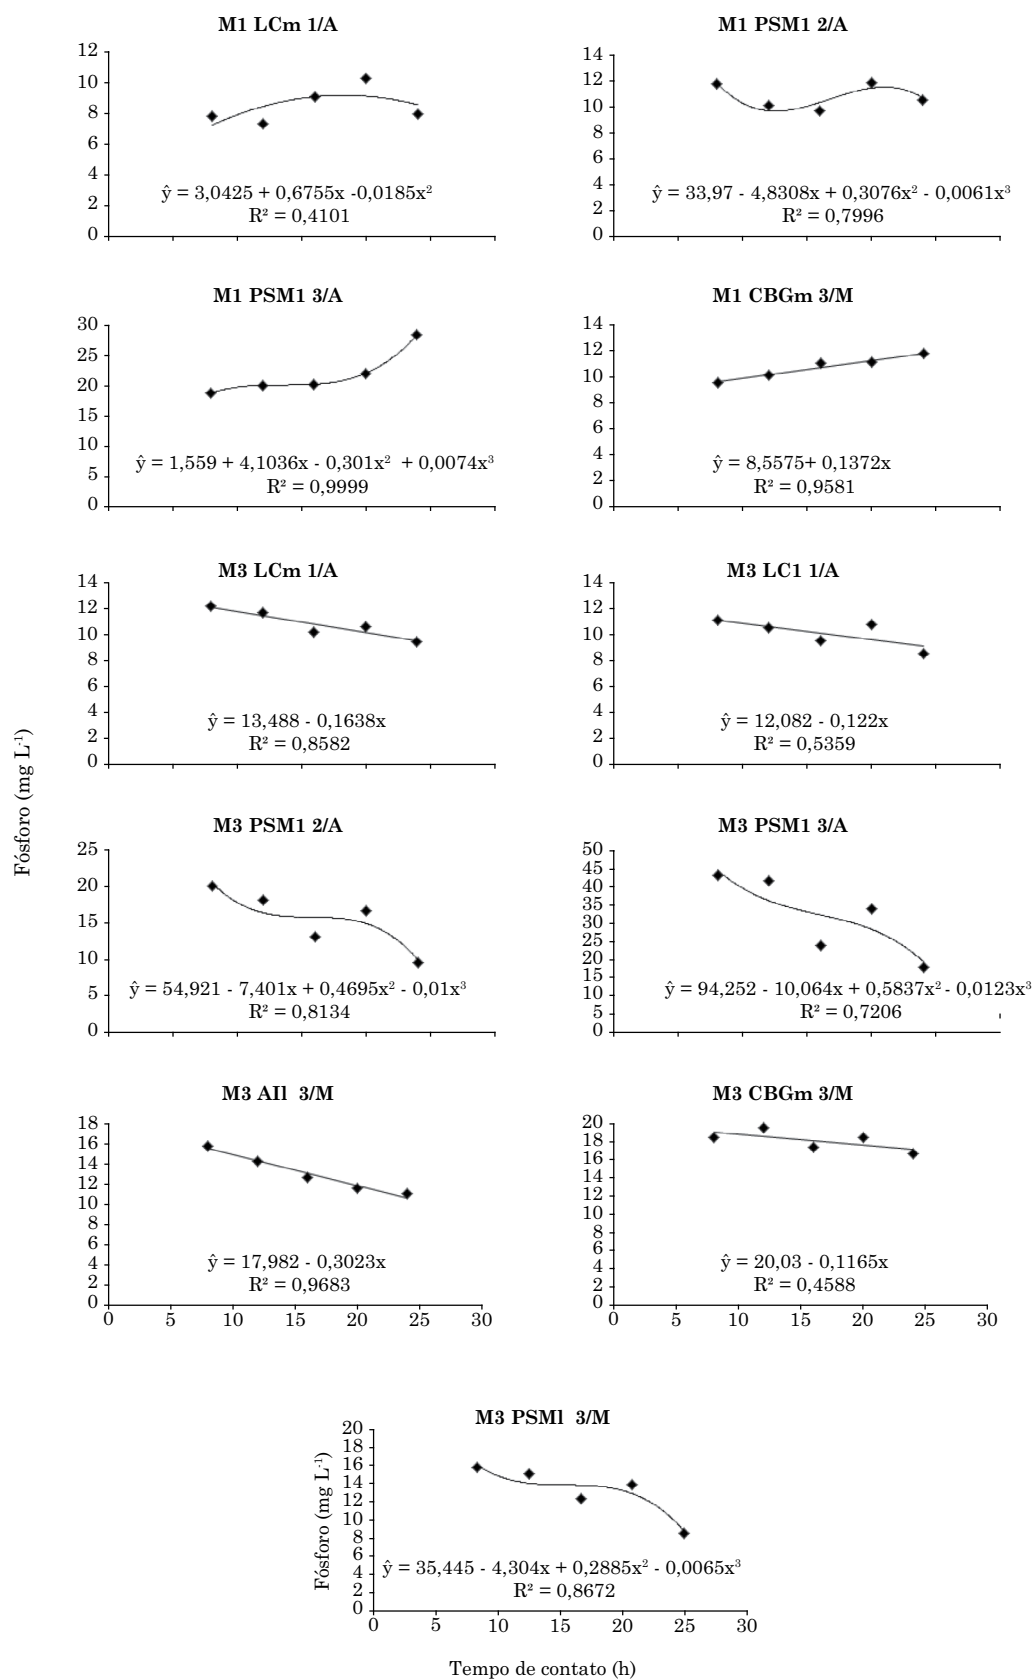 M1 LCm 1/A
12
10
8
6
4
2
0
ŷ = 3,0425 + 0,6755x -0,0185x²
R² = 0,4101
M1 PSM1 2/A
14
12
10
8
6
4
2
0
ŷ = 33,97 - 4,8308x + 0,3076x² - 0,0061x³
R² = 0,7996
M1 PSM1 3/A
30
25
20
15
10
5
0
ŷ = 1,559 + 4,1036x - 0,301x² + 0,0074x³
R² = 0,9999
M1 CBGm 3/M
14
12
10
8
6
4
2
0
ŷ = 8,5575+ 0,1372x
R² = 0,9581
M3 LCm 1/A
14
12
10
8
6
4
2
0
ŷ = 13,488 - 0,1638x
R² = 0,8582
M3 LC1 1/A
14
12
10
8
6
4
2
0
ŷ = 12,082 - 0,122x
R² = 0,5359
Fósforo (mg L⁻¹)
M3 PSM1 2/A
25
20
15
10
5
0
ŷ = 54,921 - 7,401x + 0,4695x² - 0,01x³
R² = 0,8134
M3 PSM1 3/A
50
45
40
35
30
25
20
15
10
5
0
ŷ = 94,252 - 10,064x + 0,5837x² - 0,0123x³
R² = 0,7206
M3 AIl 3/M
18
16
14
12
10
8
6
4
2
0
ŷ = 17,982 - 0,3023x
R² = 0,9683
0 5 10 15 20 25 30
M3 CBGm 3/M
20
18
16
14
12
10
8
6
4
2
0
ŷ = 20,03 - 0,1165x
R² = 0,4588
0 5 10 15 20 25 30
M3 PSMl 3/M
Fósforo (mg L⁻¹)
20
18
16
14
12
10
8
6
4
2
0
ŷ = 35,445 - 4,304x + 0,2885x² - 0,0065x³
R² = 0,8672
0 5 10 15 20 25 30
Tempo de contato (h)